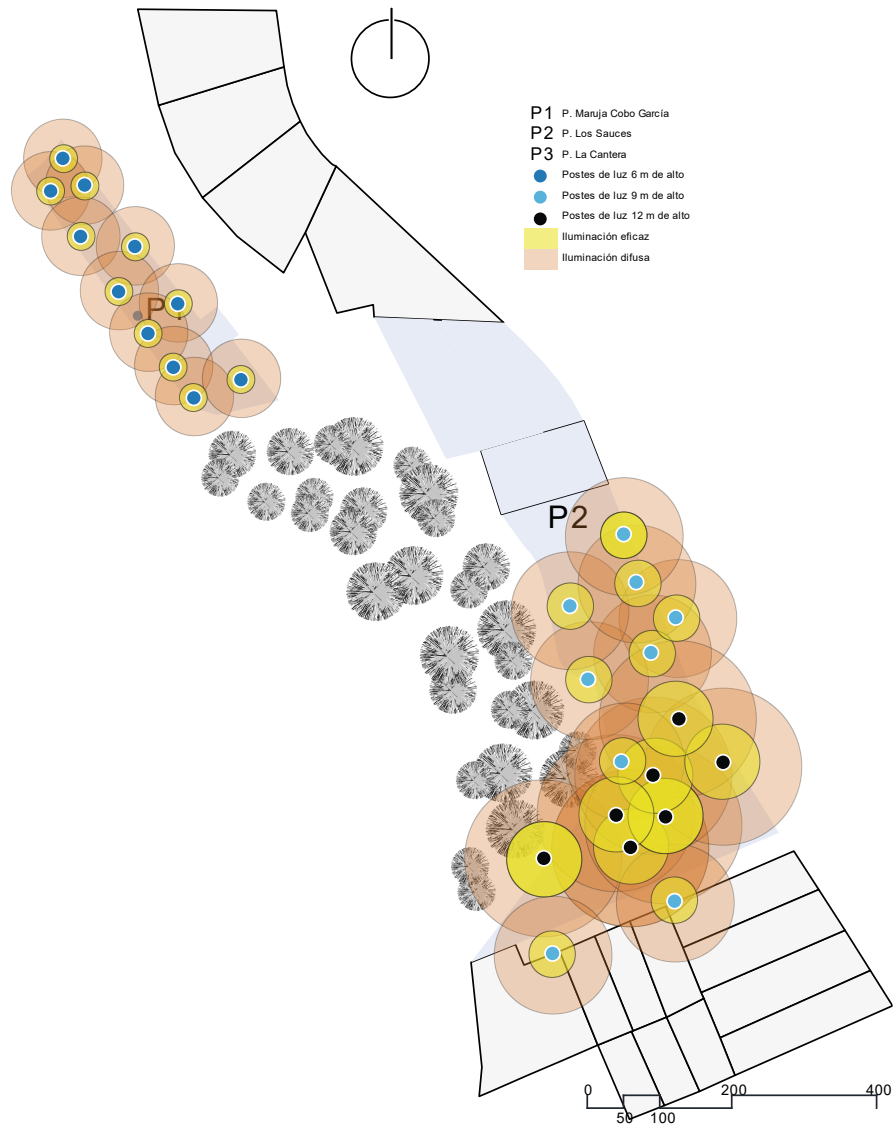 P1 P. Maruja Cobo García
P2 P. Los Sauces
P3 P. La Cantera
Postes de luz 6 m de alto
Postes de luz 9 m de alto
Postes de luz 12 m de alto
Iluminación eficaz
Iluminación difusa
P1
P2
0 200 400
50 100